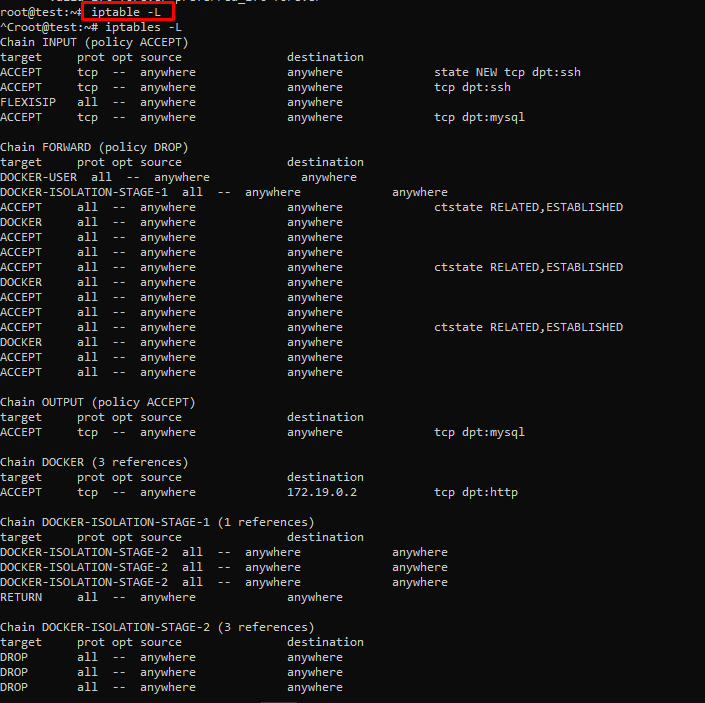 root@test:~# iptable -L
^Croot@test:~# iptables -L
Chain INPUT (policy ACCEPT)
target     prot opt source               destination
ACCEPT     tcp  --  anywhere             anywhere             state NEW tcp dpt:ssh
ACCEPT     tcp  --  anywhere             anywhere             tcp dpt:ssh
FLEXISIP   all  --  anywhere             anywhere
ACCEPT     tcp  --  anywhere             anywhere             tcp dpt:mysql
Chain FORWARD (policy DROP)
target     prot opt source               destination
DOCKER-USER  all  --  anywhere             anywhere
DOCKER-ISOLATION-STAGE-1  all  --  anywhere             anywhere
ACCEPT     all  --  anywhere             anywhere             ctstate RELATED,ESTABLISHED
DOCKER     all  --  anywhere             anywhere
ACCEPT     all  --  anywhere             anywhere
ACCEPT     all  --  anywhere             anywhere
ACCEPT     all  --  anywhere             anywhere             ctstate RELATED,ESTABLISHED
DOCKER     all  --  anywhere             anywhere
ACCEPT     all  --  anywhere             anywhere
ACCEPT     all  --  anywhere             anywhere
ACCEPT     all  --  anywhere             anywhere             ctstate RELATED,ESTABLISHED
DOCKER     all  --  anywhere             anywhere
ACCEPT     all  --  anywhere             anywhere
ACCEPT     all  --  anywhere             anywhere
Chain OUTPUT (policy ACCEPT)
target     prot opt source               destination
ACCEPT     tcp  --  anywhere             anywhere             tcp dpt:mysql
Chain DOCKER (3 references)
target     prot opt source               destination
ACCEPT     tcp  --  anywhere             172.19.0.2           tcp dpt:http
Chain DOCKER-ISOLATION-STAGE-1 (1 references)
target     prot opt source               destination
DOCKER-ISOLATION-STAGE-2  all  --  anywhere             anywhere
DOCKER-ISOLATION-STAGE-2  all  --  anywhere             anywhere
DOCKER-ISOLATION-STAGE-2  all  --  anywhere             anywhere
RETURN     all  --  anywhere             anywhere
Chain DOCKER-ISOLATION-STAGE-2 (3 references)
target     prot opt source               destination
DROP       all  --  anywhere             anywhere
DROP       all  --  anywhere             anywhere
DROP       all  --  anywhere             anywhere